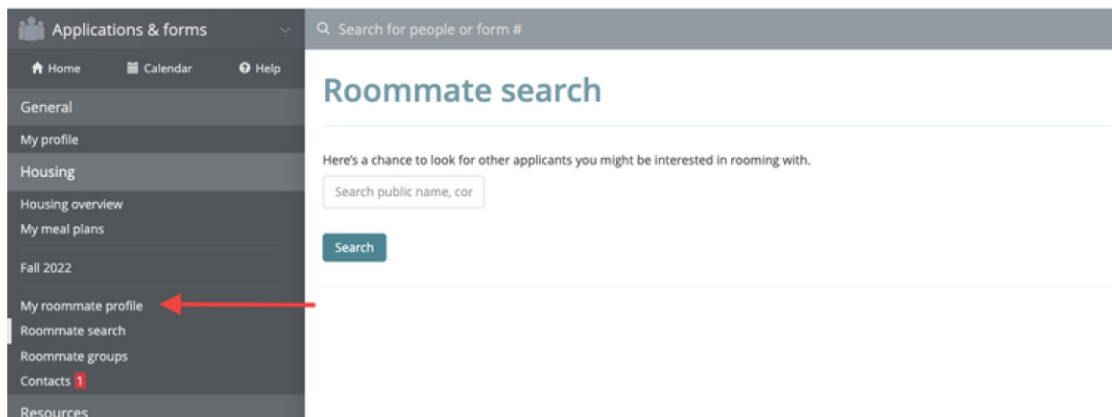 Applications & forms
Search for people or form #
Home Calendar Help
General
My profile
Housing
Housing overview
My meal plans
Fall 2022
My roommate profile
Roommate search
Roommate groups
Contacts 1
Resources
Roommate search
Here's a chance to look for other applicants you might be interested in rooming with.
Search public name, cor
Search